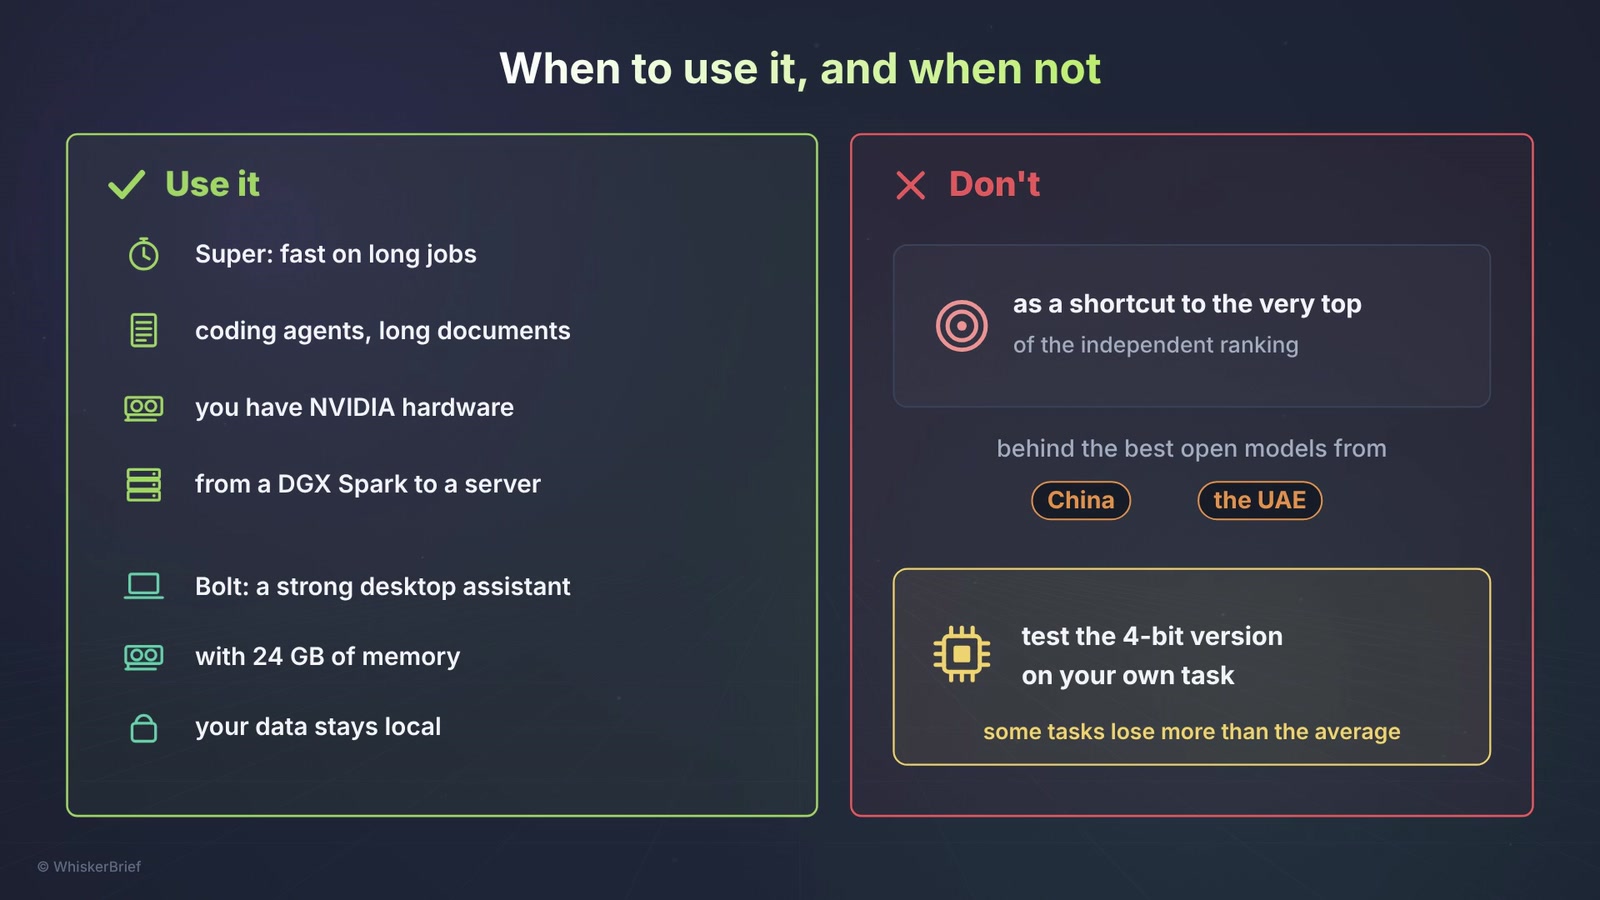 When to use it, and when not
Use it
Super: fast on long jobs
coding agents, long documents
you have NVIDIA hardware
from a DGX Spark to a server
Bolt: a strong desktop assistant
with 24 GB of memory
your data stays local
Don't
as a shortcut to the very top
of the independent ranking
behind the best open models from
China
the UAE
test the 4-bit version
on your own task
some tasks lose more than the average
© WhiskerBrief